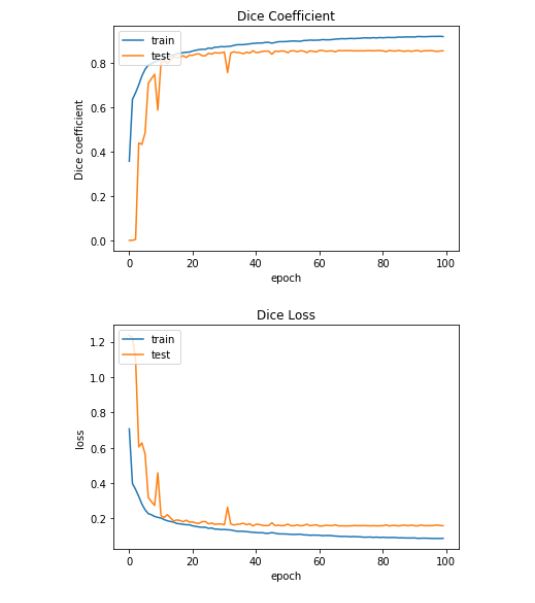 Dice Coefficient
train
test
Dice coefficient
0.8
0.6
0.4
0.2
0.0
0 20 40 60 80 100
epoch
Dice Loss
train
test
loss
1.2
1.0
0.8
0.6
0.4
0.2
0 20 40 60 80 100
epoch